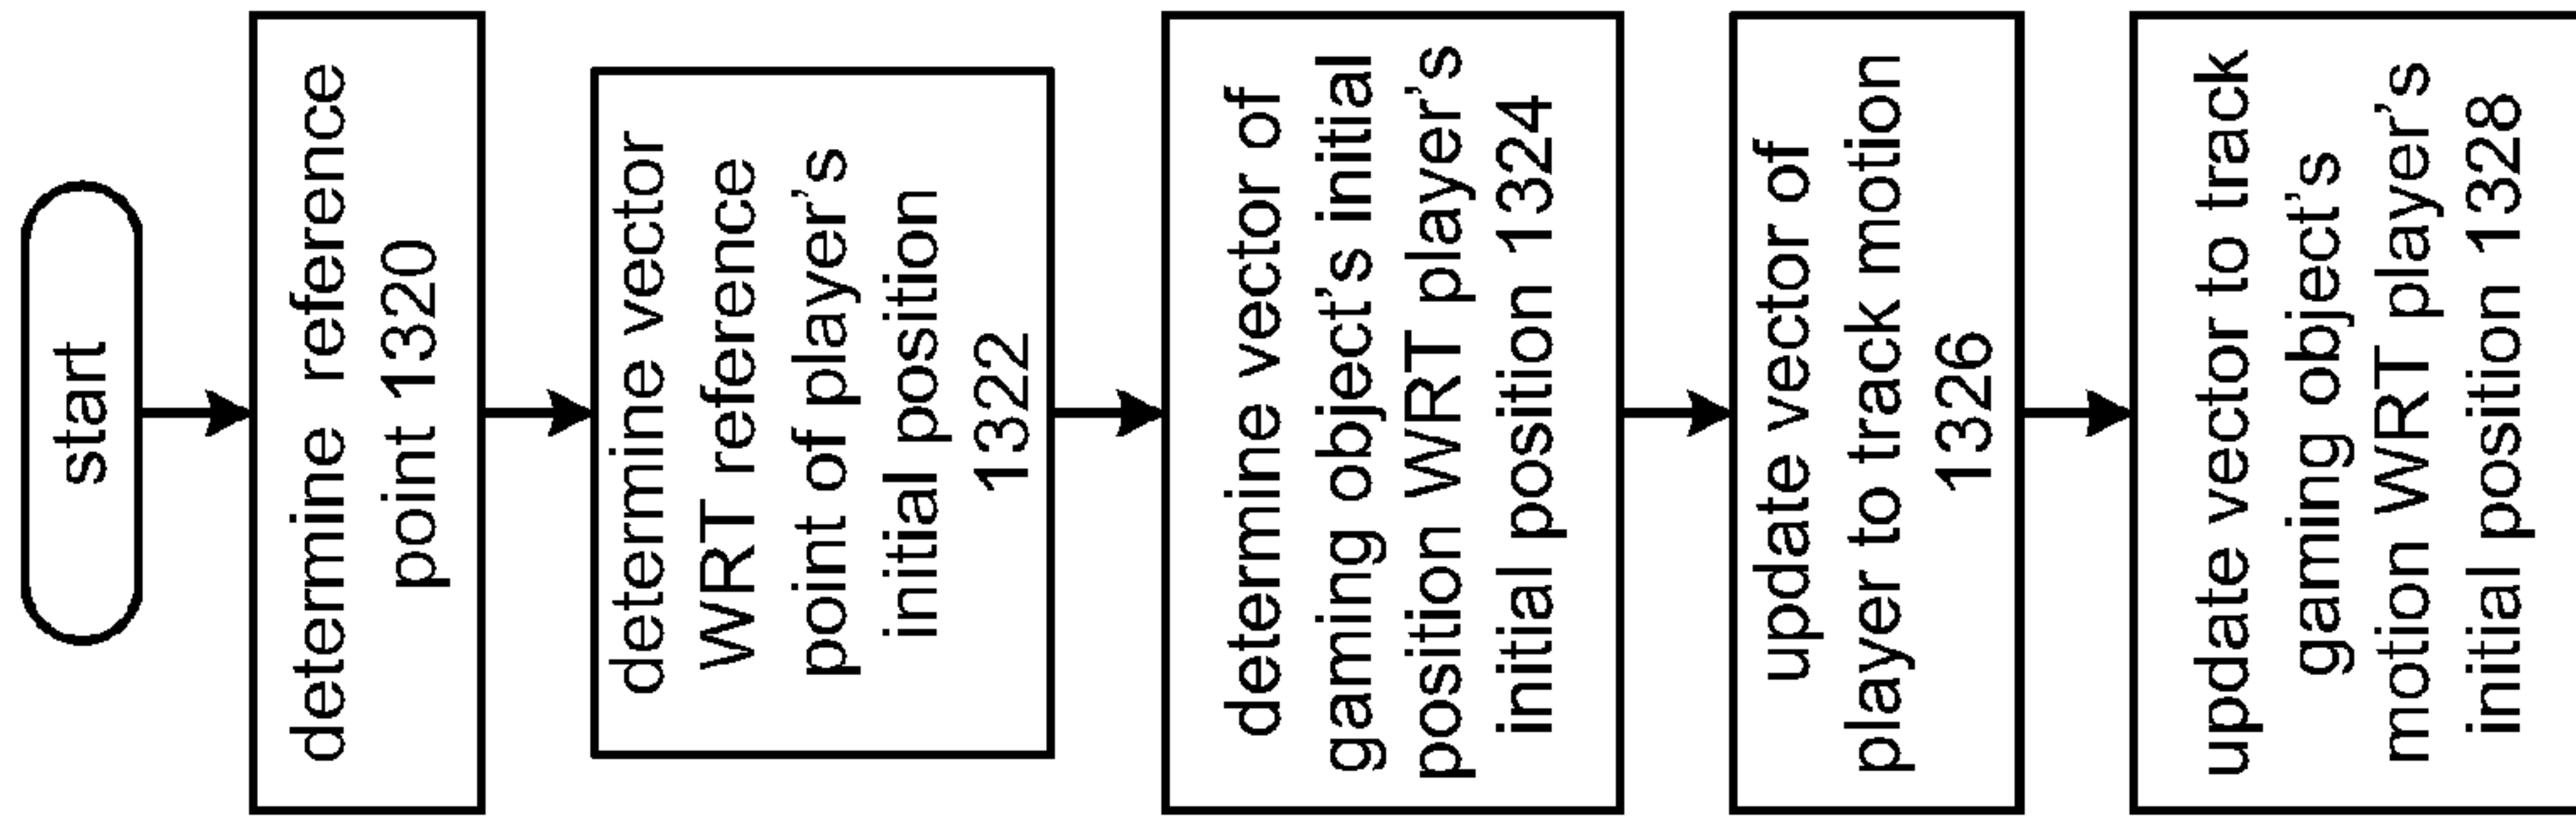 start
determine reference
point 1320
determine vector
WRT reference
point of player's
initial position
1322
determine vector of
gaming object's initial
position WRT player's
initial position 1324
update vector of
player to track motion
1326
update vector to track
gaming object's
motion WRT player's
initial position 1328